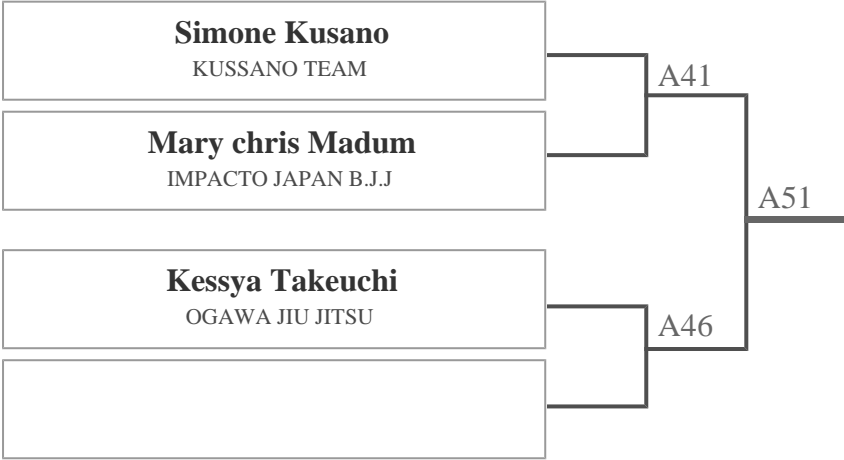 Simone Kusano
KUSSANO TEAM
A41
Mary chris Madum
IMPACTO JAPAN B.J.J
A51
Kessya Takeuchi
OGAWA JIU JITSU
A46